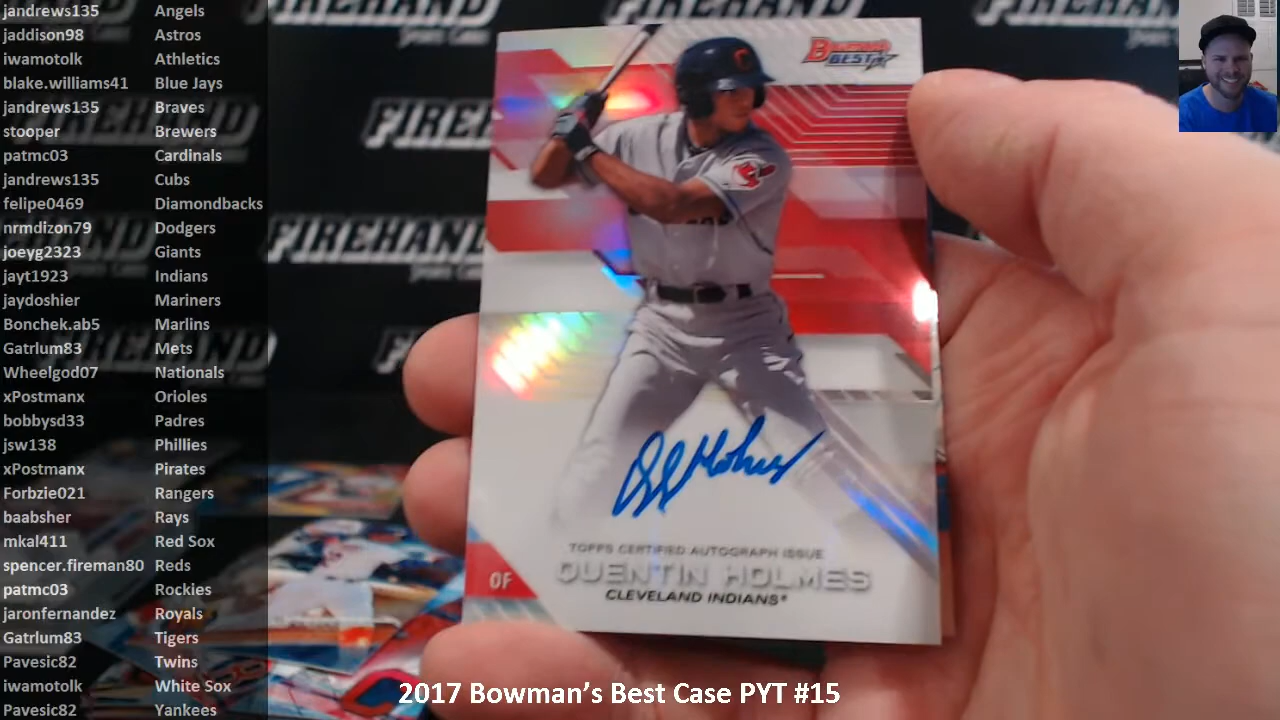 jandrews135 Angels
jaddison98 Astros
iwamotolk Athletics
blake.williams41 Blue Jays
jandrews135 Braves
stooper Brewers
patmc03 Cardinals
jandrews135 Cubs
felipe0469 Diamondbacks
nrmdizon79 Dodgers
joeyg2323 Giants
jayt1923 Indians
jaydoshier Mariners
Bonchek.ab5 Marlins
Gatrlum83 Mets
Wheelgod07 Nationals
xPostmanx Orioles
bobbysd33 Padres
jsw138 Phillies
xPostmanx Pirates
Forbzie021 Rangers
baabsher Rays
mkal411 Red Sox
spencer.fireman80 Reds
patmc03 Rockies
jaronfernandez Royals
Gatrlum83 Tigers
Pavesic82 Twins
iwamotolk White Sox
Pavesic82 Yankees
FIREHAND
FIREHAND
Bowman's
BEST
C
Holmes
TOPPS CERTIFIED AUTOGRAPH ISSUE
OF
QUENTIN HOLMES
CLEVELAND INDIANS
2017 Bowman's Best Case PYT #15